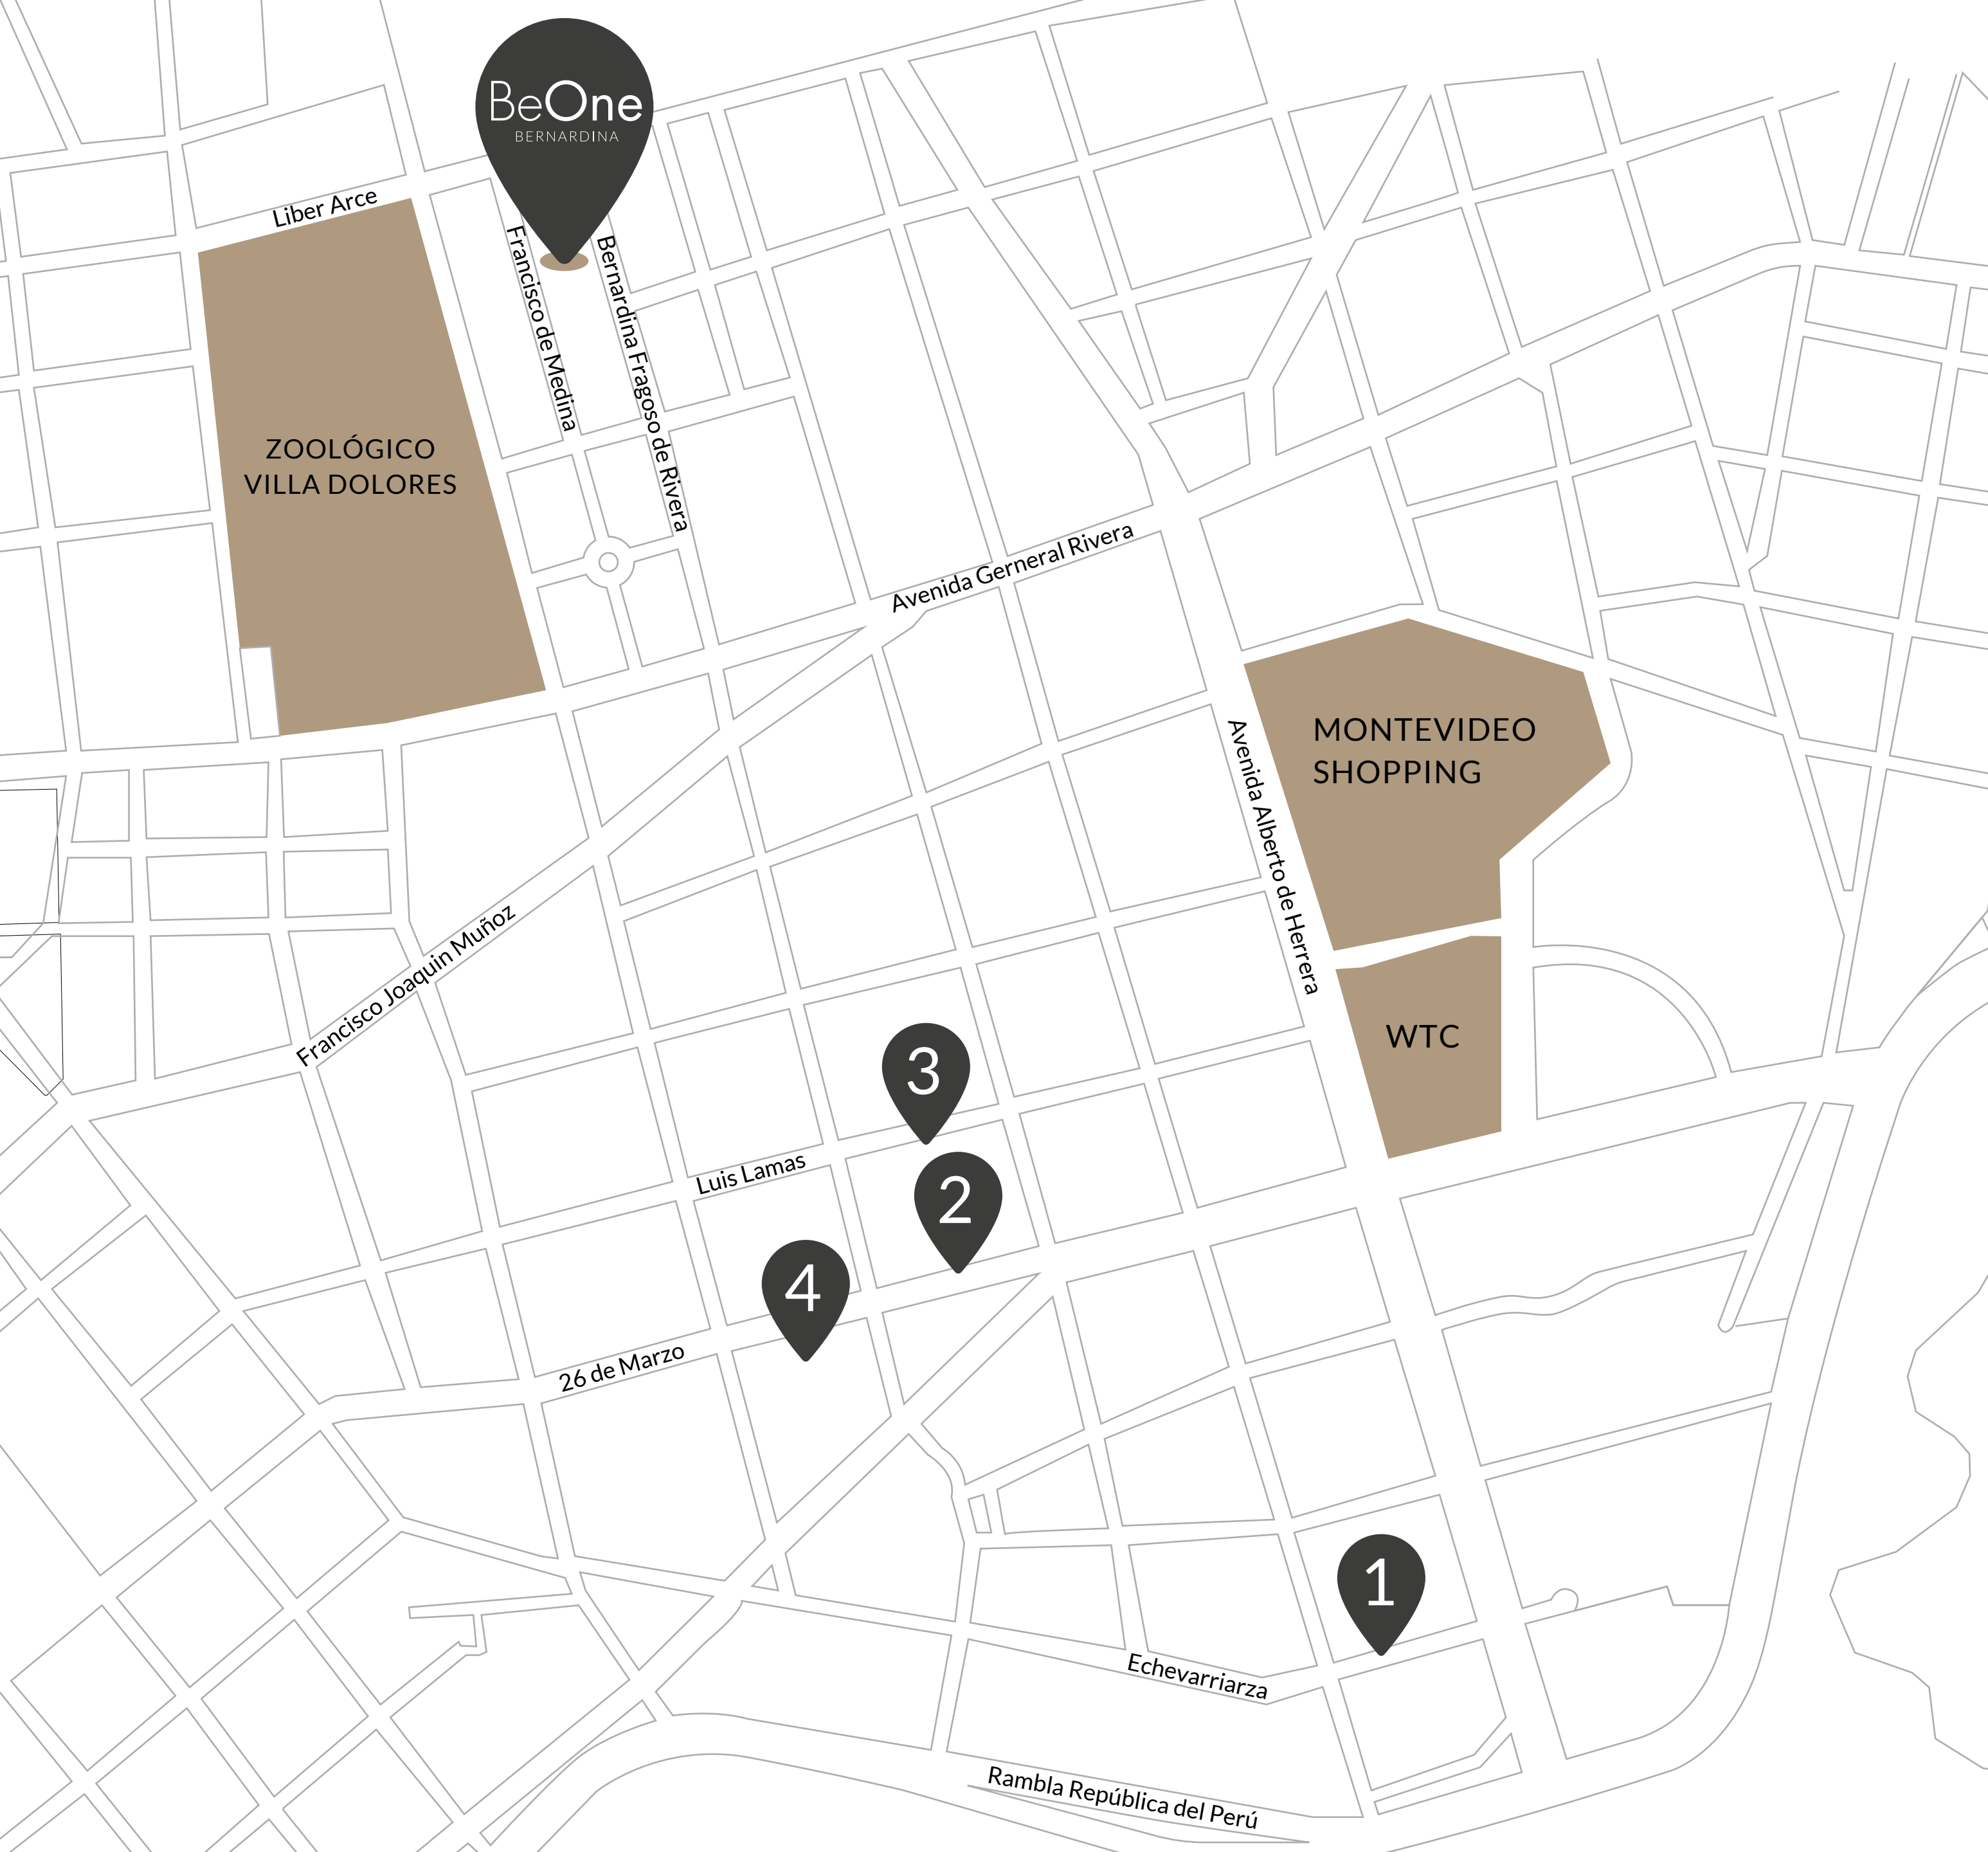 BeOne
BERNARDINA
Liber Arce
Francisco de Medina
Bernardina Fragoso de Rivera
ZOOLÓGICO
VILLA DOLORES
Avenida Gerneral Rivera
MONTEVIDEO
SHOPPING
Avenida Alberto de Herrera
Francisco Joaquin Muñoz
WTC
3
Luis Lamas
2
4
26 de Marzo
1
Echevarriarza
Rambla República del Perú